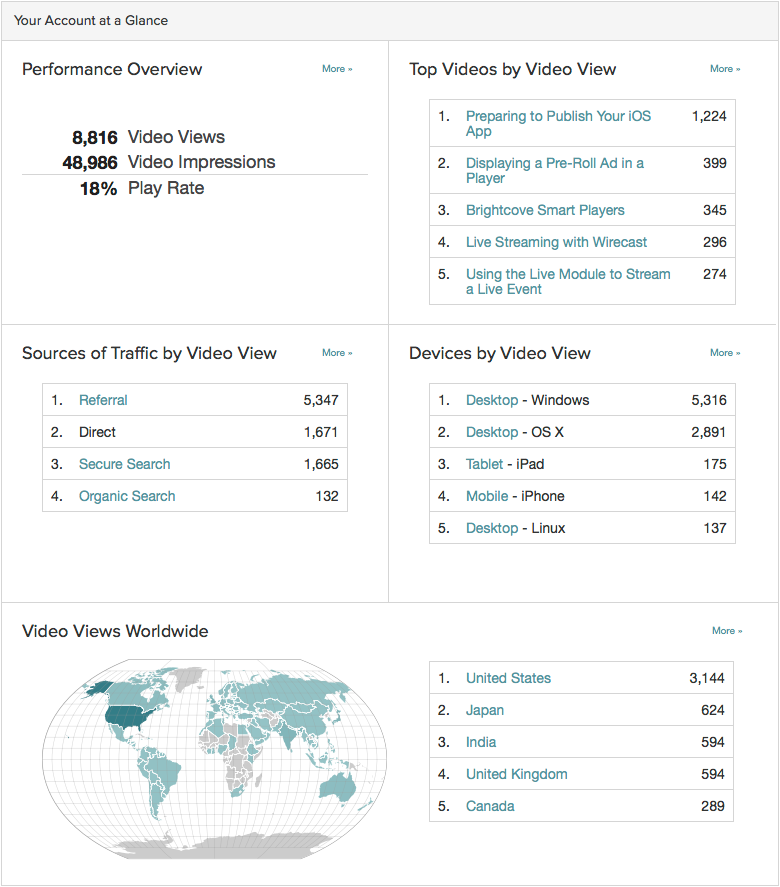 Your Account at a Glance
Performance Overview More »
8,816 Video Views
48,986 Video Impressions
18% Play Rate
Top Videos by Video View More »
1. Preparing to Publish Your iOS 1,224
App
2. Displaying a Pre-Roll Ad in a 399
Player
3. Brightcove Smart Players 345
4. Live Streaming with Wirecast 296
5. Using the Live Module to Stream 274
a Live Event
Sources of Traffic by Video View More »
1. Referral 5,347
2. Direct 1,671
3. Secure Search 1,665
4. Organic Search 132
Devices by Video View More »
1. Desktop - Windows 5,316
2. Desktop - OS X 2,891
3. Tablet - iPad 175
4. Mobile - iPhone 142
5. Desktop - Linux 137
Video Views Worldwide More »
1. United States 3,144
2. Japan 624
3. India 594
4. United Kingdom 594
5. Canada 289